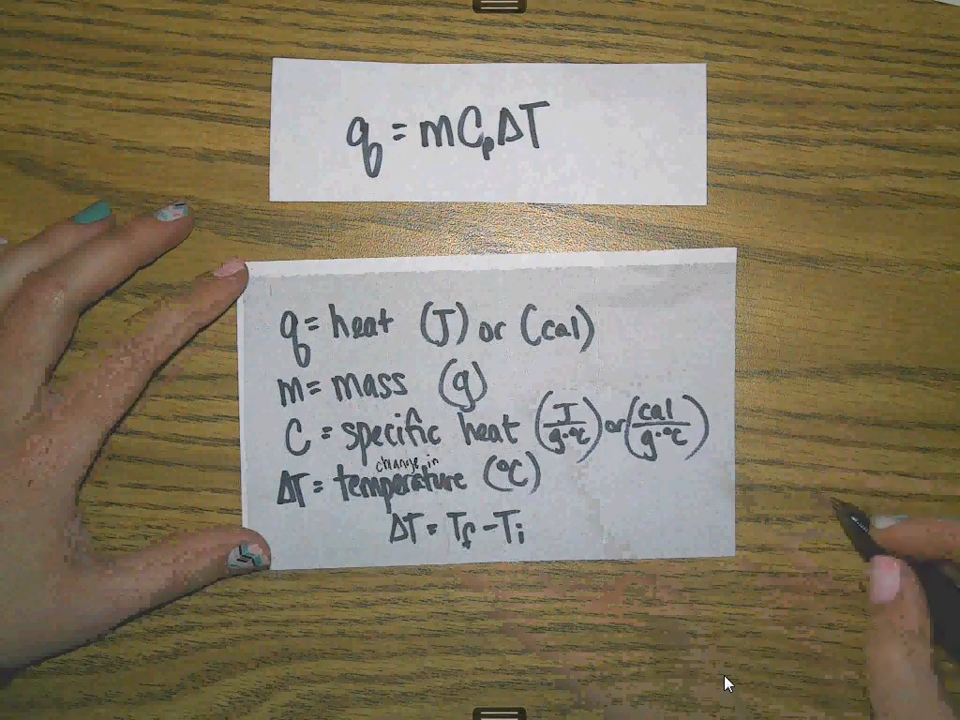 q = mCpΔT
q = heat (J) or (cal)
m = mass (g)
C = specific heat (J/g·°C) or (cal/g·°C)
change in
ΔT = temperature (°C)
ΔT = Tf - Ti